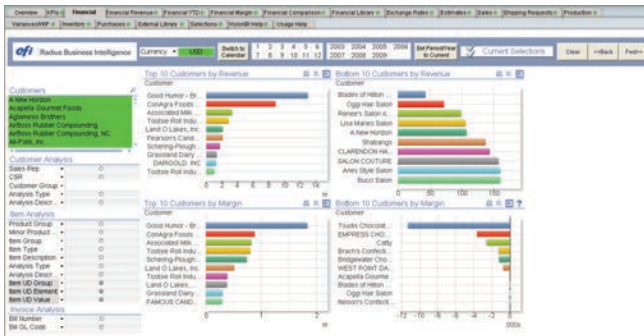 Overview KPIs Financial Financial Revenue Financial YTD Financial Margin Financial Comparison Financial Library Exchange Rates Estimates Sales Shipping Requests Production
Variances/WIP Inventory Purchases External Library Selections VisionBI Help Usage Help
efi Radius Business Intelligence Currency USD Switch to Calendar 1 2 3 4 5 6 2003 2004 2005 2006 Set Period/Year to Current Current Selections Clear <<Back
7 8 9 10 11 12 2007 2008 2009
Customers
A New Horizon
Acapella Gourmet Foods
Aglamesis Brothers
AirBoss Rubber Compounding
AirBoss Rubber Compounding, NC
All-Foils, Inc.
Customer Analysis
Sales Rep
CSR
Customer Group
Analysis Type
Analysis Descr...
Item Analysis
Product Group
Minor Product ...
Item Group
Item Type
Item Description
Analysis Type
Analysis Descr...
Item UD Group
Item UD Element
Item UD Value
Invoice Analysis
Bill Number
Bill GL Code
Top 10 Customers by Revenue
Customer
Good Humor - Br...
ConAgra Foods ...
Associated Milk ...
Tootsie Roll Indu...
Land O Lakes, Inc.
Pearson's Cand...
Schering-Plough...
Grassland Dairy ...
DARIGOLD INC
Tootsie Roll Indu...
0 2 4 6 8 10 12 14
m
Bottom 10 Customers by Revenue
Customer
Blades of Hilton ...
Oggi Hair Salon
Renee's Salon o...
Lisa Maries Salon
A New Horizon
Shabangs
CLARENDON HA...
SALON COUTURE
Aries Style Salon
Bucci Salon
0 50 100 150
Top 10 Customers by Margin
Customer
Good Humor - Br...
ConAgra Foods ...
Associated Milk ...
Tootsie Roll Indu...
Schering-Plough...
Land O Lakes, Inc.
Tootsie Roll Indu...
Land O Lakes, ...
Grassland Dairy ...
FAMOUS CAND...
0 1 2
m
Bottom 10 Customers by Margin
Customer
EMPRESS CHO...
Catty
Brach's Confecti...
Bridgewater Cho...
WEST POINT DA...
A New Horizon
Blades of Hilton ...
Oggi Hair Salon
Nelson's Confecti...
-12 -10 -8 -6 -4 -2 0
000s